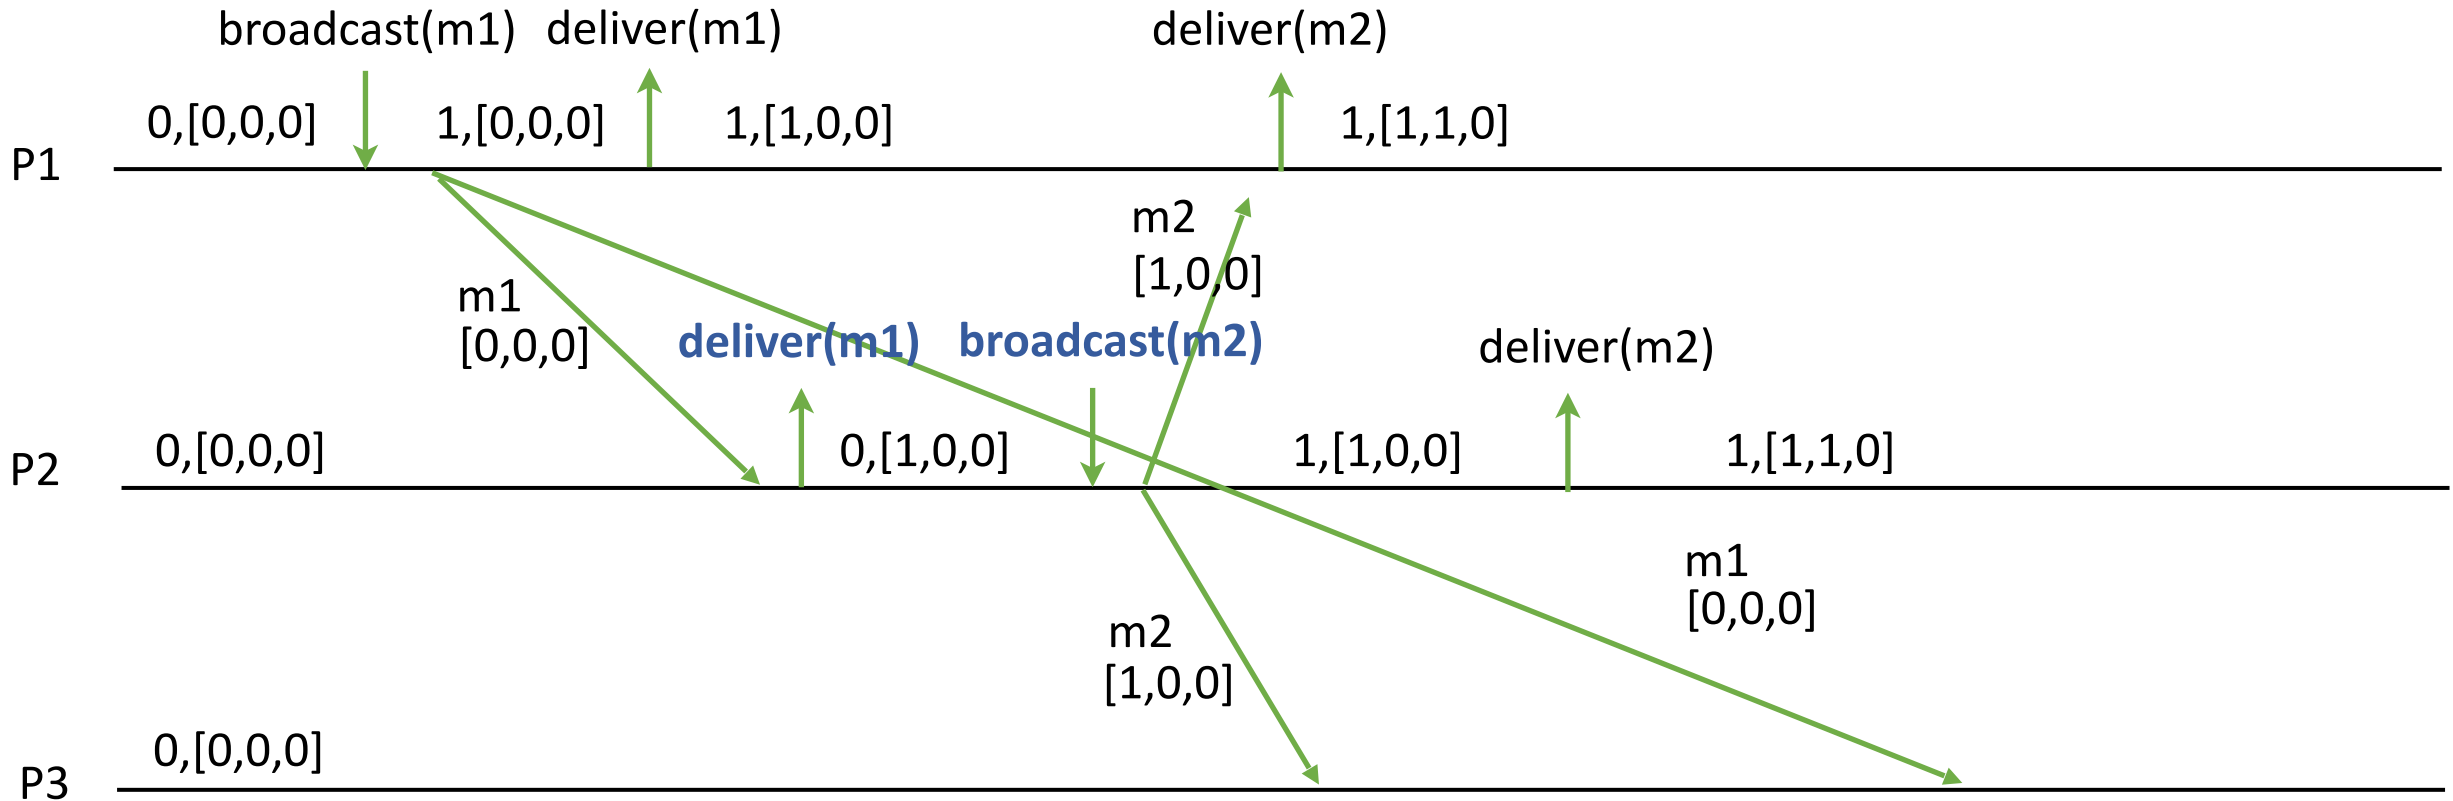 broadcast(m1) deliver(m1) deliver(m2)
0,[0,0,0] 1,[0,0,0] 1,[1,0,0] 1,[1,1,0]
P1
m2
[1,0,0]
m1
[0,0,0]
deliver(m1) broadcast(m2) deliver(m2)
0,[0,0,0] 0,[1,0,0] 1,[1,0,0] 1,[1,1,0]
P2
m1
[0,0,0]
m2
[1,0,0]
0,[0,0,0]
P3